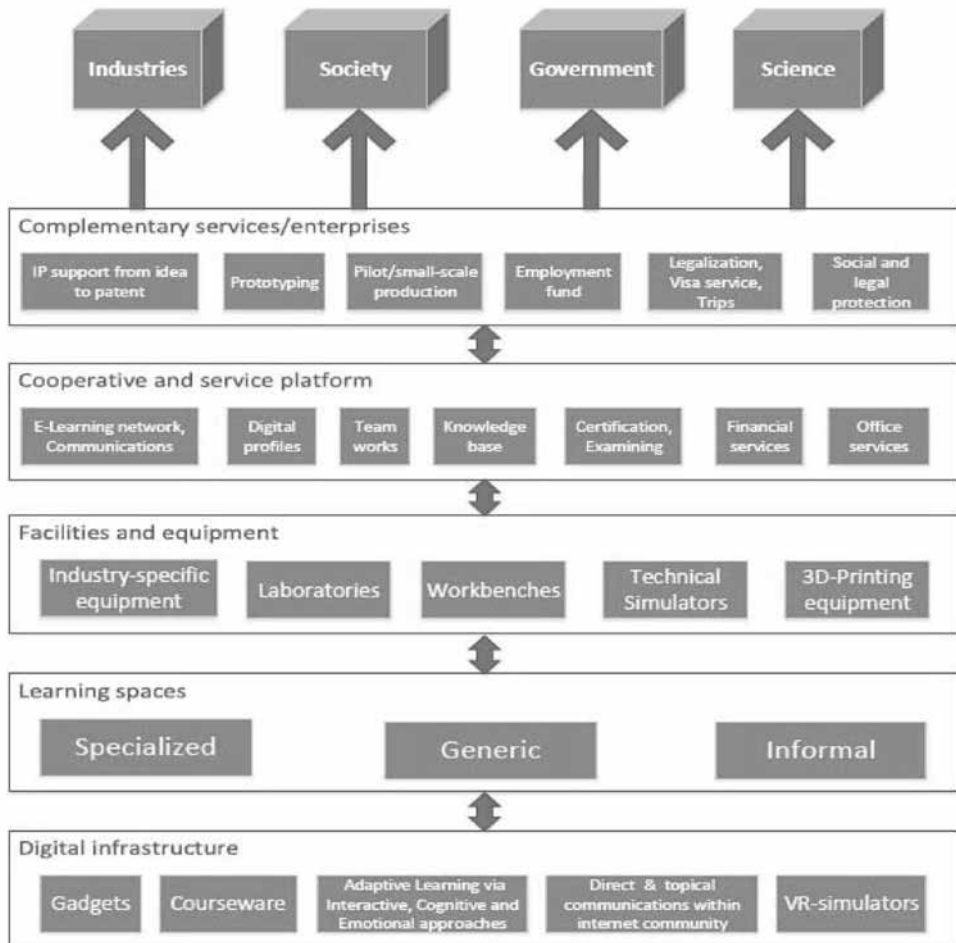 Industries
Society
Government
Science
Complementary services/enterprises
IP support from idea
to patent
Prototyping
Pilot/small-scale
production
Employment
fund
Legalization,
Visa service,
Trips
Social and
legal
protection
Cooperative and service platform
E-Learning network,
Communications
Digital
profiles
Team
works
Knowledge
base
Certification,
Examining
Financial
services
Office
services
Facilities and equipment
Industry-specific
equipment
Laboratories
Workbenches
Technical
Simulators
3D-Printing
equipment
Learning spaces
Specialized
Generic
Informal
Digital infrastructure
Gadgets
Courseware
Adaptive Learning via
Interactive, Cognitive and
Emotional approaches
Direct & topical
communications within
internet community
VR-simulators